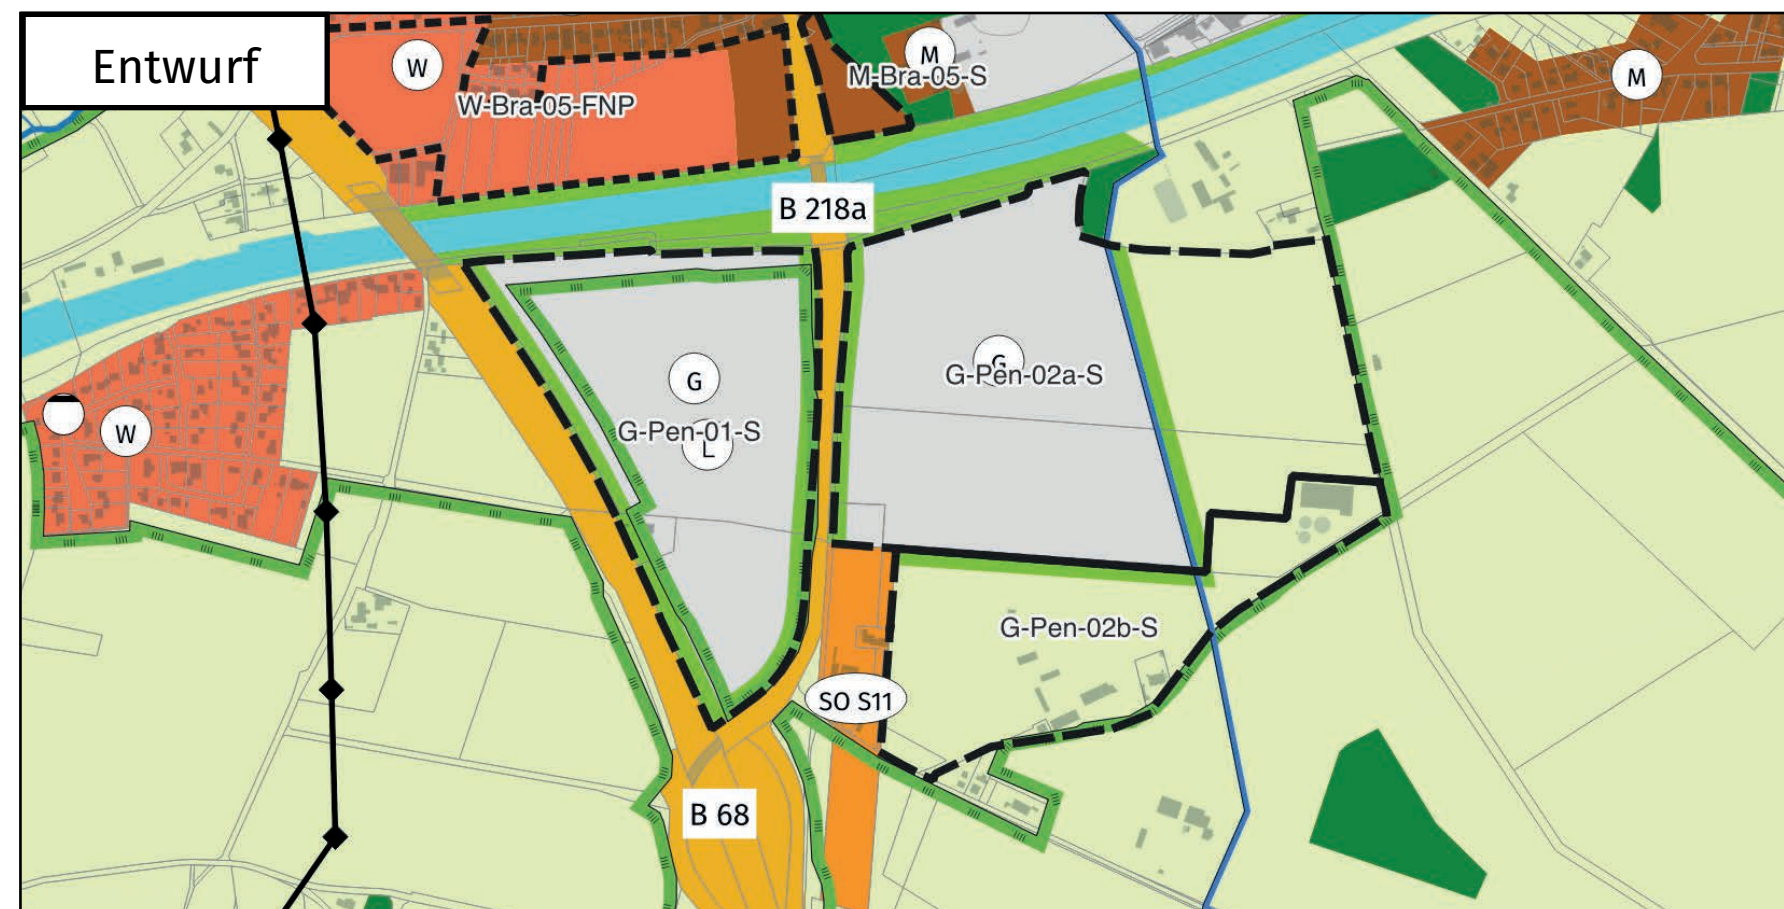 Entwurf
W
W-Bra-05-FNP
M
M-Bra-05-S
M
B 218a
G
G-Pen-02a-S
G
G-Pen-01-S
L
W
G-Pen-02b-S
SO S11
B 68